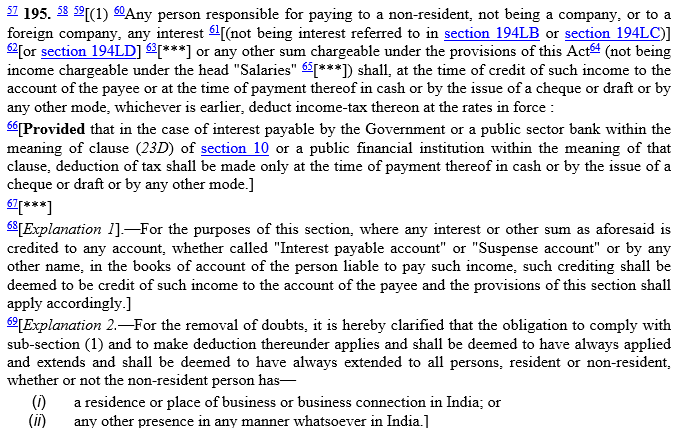 57 195. 58 59[(1) 60Any person responsible for paying to a non-resident, not being a company, or to a
foreign company, any interest 61[(not being interest referred to in section 194LB or section 194LC)]
62[or section 194LD] 63[***] or any other sum chargeable under the provisions of this Act64 (not being
income chargeable under the head "Salaries" 65[***]) shall, at the time of credit of such income to the
account of the payee or at the time of payment thereof in cash or by the issue of a cheque or draft or by
any other mode, whichever is earlier, deduct income-tax thereon at the rates in force :
66[Provided that in the case of interest payable by the Government or a public sector bank within the
meaning of clause (23D) of section 10 or a public financial institution within the meaning of that
clause, deduction of tax shall be made only at the time of payment thereof in cash or by the issue of a
cheque or draft or by any other mode.]
67[***]
68[Explanation 1].—For the purposes of this section, where any interest or other sum as aforesaid is
credited to any account, whether called "Interest payable account" or "Suspense account" or by any
other name, in the books of account of the person liable to pay such income, such crediting shall be
deemed to be credit of such income to the account of the payee and the provisions of this section shall
apply accordingly.]
69[Explanation 2.—For the removal of doubts, it is hereby clarified that the obligation to comply with
sub-section (1) and to make deduction thereunder applies and shall be deemed to have always applied
and extends and shall be deemed to have always extended to all persons, resident or non-resident,
whether or not the non-resident person has—
(i) a residence or place of business or business connection in India; or
(ii) any other presence in any manner whatsoever in India.]